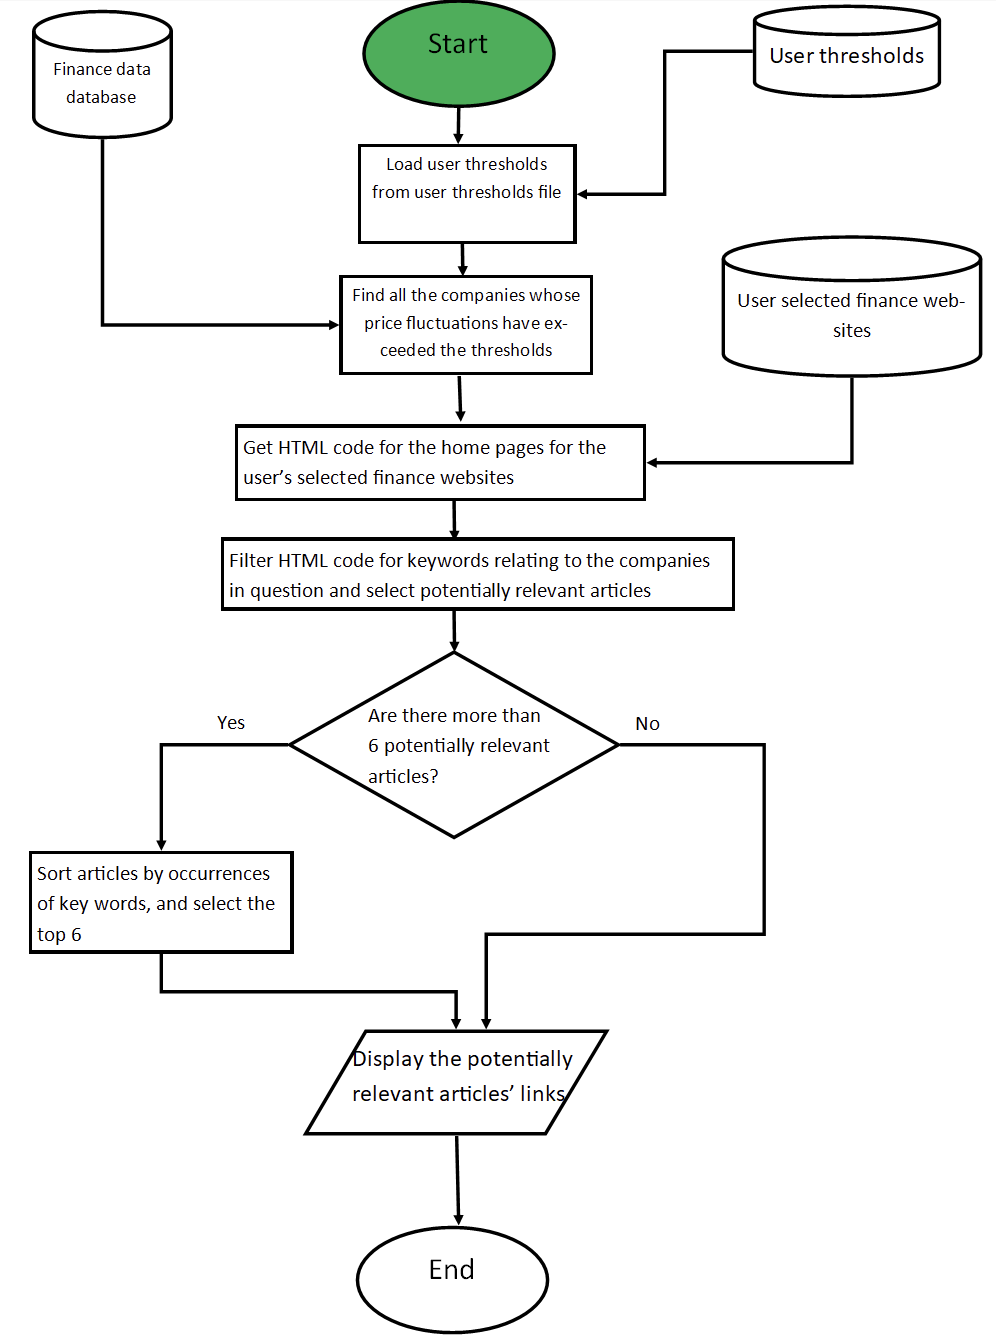 Start
Finance data
database
User thresholds
Load user thresholds
from user thresholds file
Find all the companies whose
price fluctuations have ex-
ceeded the thresholds
User selected finance web-
sites
Get HTML code for the home pages for the
user’s selected finance websites
Filter HTML code for keywords relating to the companies
in question and select potentially relevant articles
Are there more than
6 potentially relevant
articles?
Yes
No
Sort articles by occurrences
of key words, and select the
top 6
Display the potentially
relevant articles’ links
End